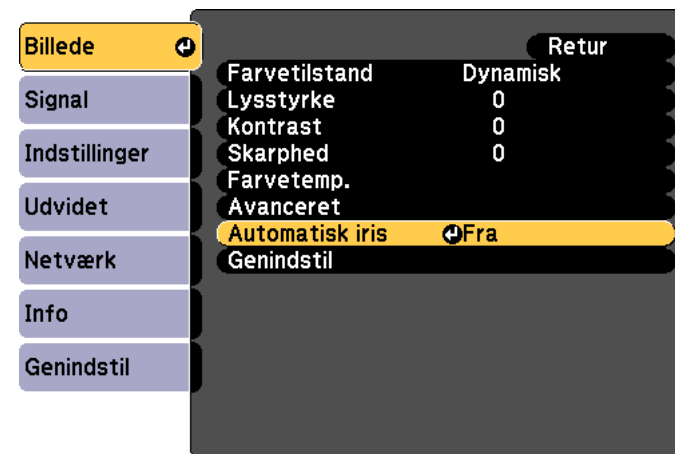 Billede
Signal
Indstillinger
Udvidet
Netværk
Info
Genindstil
Retur
Farvetilstand Dynamisk
Lysstyrke 0
Kontrast 0
Skarphed 0
Farvetemp.
Avanceret
Automatisk iris Fra
Genindstil